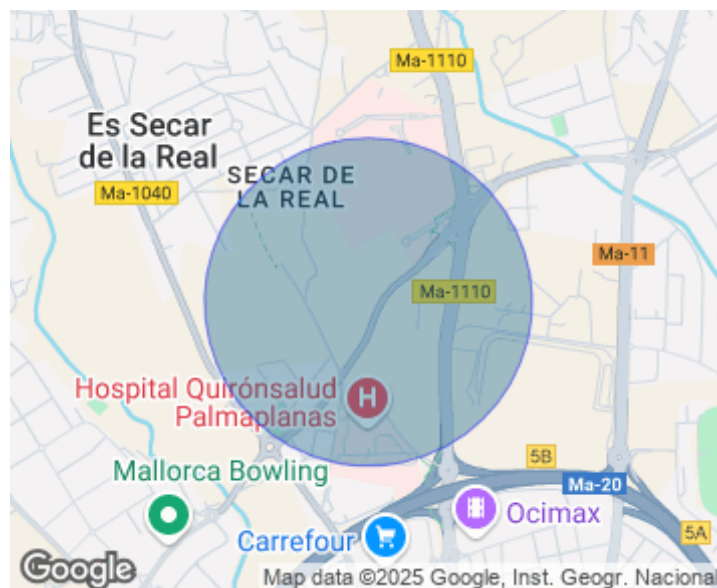 Ma-1110
Es Secar
de la Real
SECAR DE
LA REAL
Ma-1040
Ma-11
Ma-1110
Hospital Quirónsalud
Palmaplanas
H
Mallorca Bowling
5B
Ma-20
Ocimax
5A
Carrefour
Google
Map data ©2025 Google, Inst. Geogr. Nacional